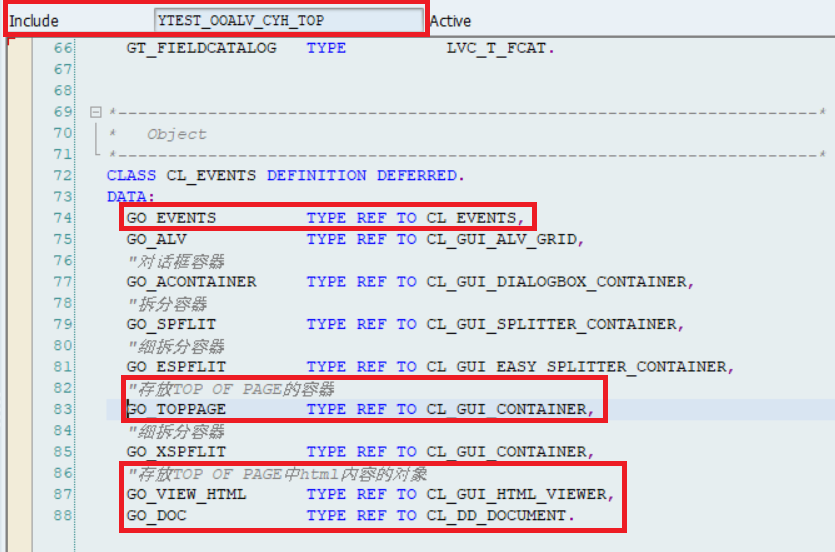 Include YTEST_OOALV_CYH_TOP Active
66 GT_FIELDCATALOG TYPE LVC_T_FCAT.
67
68
69 *----------------------------------------------------------------------*
70 * Object
71 *----------------------------------------------------------------------*
72 CLASS CL_EVENTS DEFINITION DEFERRED.
73 DATA:
74 GO_EVENTS TYPE REF TO CL_EVENTS,
75 GO_ALV TYPE REF TO CL_GUI_ALV_GRID,
76 "对话框容器
77 GO_ACONTAINER TYPE REF TO CL_GUI_DIALOGBOX_CONTAINER,
78 "拆分容器
79 GO_SPFLIT TYPE REF TO CL_GUI_SPLITTER_CONTAINER,
80 "细拆分容器
81 GO_ESPFLIT TYPE REF TO CL_GUI_EASY_SPLITTER_CONTAINER,
82 "存放TOP OF PAGE的容器
83 GO_TOPPAGE TYPE REF TO CL_GUI_CONTAINER,
84 "细拆分容器
85 GO_XSPFLIT TYPE REF TO CL_GUI_CONTAINER,
86 "存放TOP OF PAGE中html内容的对象
87 GO_VIEW_HTML TYPE REF TO CL_GUI_HTML_VIEWER,
88 GO_DOC TYPE REF TO CL_DD_DOCUMENT.